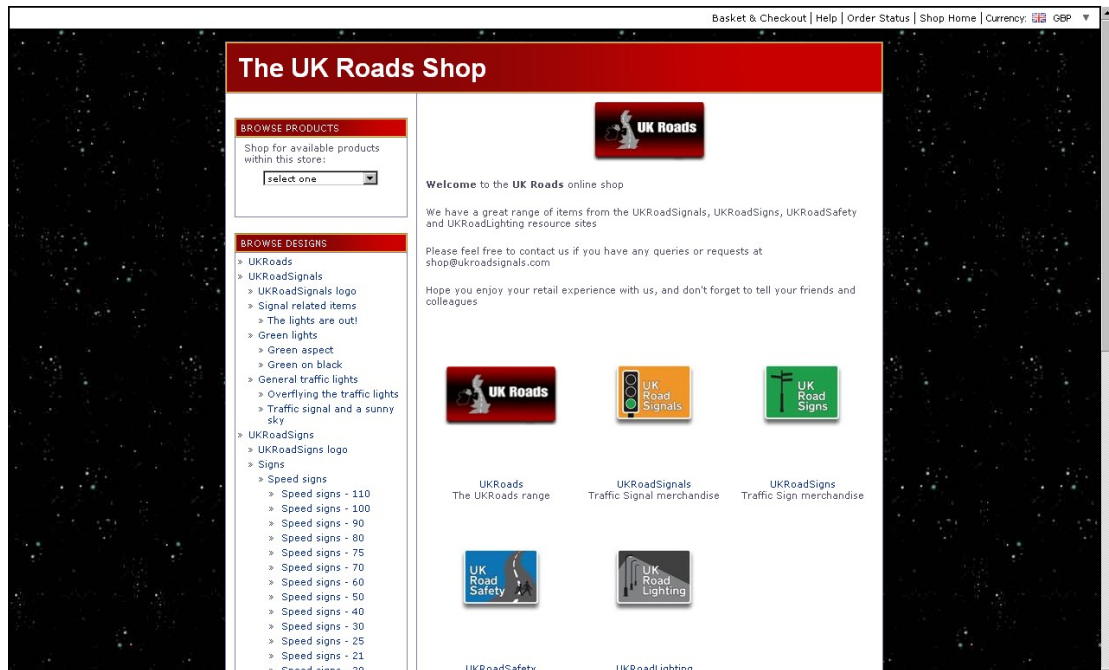 Basket & Checkout | Help | Order Status | Shop Home | Currency: GBP ▼
The UK Roads Shop
BROWSE PRODUCTS
Shop for available products
within this store:
select one
BROWSE DESIGNS
» UKRoads
» UKRoadSignals
» UKRoadSignals logo
» Signal related items
» The lights are out!
» Green lights
» Green aspect
» Green on black
» General traffic lights
» Overflying the traffic lights
» Traffic signal and a sunny
sky
» UKRoadSigns
» UKRoadSigns logo
» Signs
» Speed signs
» Speed signs - 110
» Speed signs - 100
» Speed signs - 90
» Speed signs - 80
» Speed signs - 75
» Speed signs - 70
» Speed signs - 60
» Speed signs - 50
» Speed signs - 40
» Speed signs - 30
» Speed signs - 25
» Speed signs - 21
» Speed signs - 20
UK Roads
Welcome to the UK Roads online shop
We have a great range of items from the UKRoadSignals, UKRoadSigns, UKRoadSafety
and UKRoadLighting resource sites
Please feel free to contact us if you have any queries or requests at
shop@ukroadsignals.com
Hope you enjoy your retail experience with us, and don't forget to tell your friends and
colleagues
UK Roads
UK
Road
Signals
UK
Road
Signs
UKRoads
The UKRoads range
UKRoadSignals
Traffic Signal merchandise
UKRoadSigns
Traffic Sign merchandise
UK
Road
Safety
UK
Road
Lighting
UKRoadSafety
UKRoadLighting